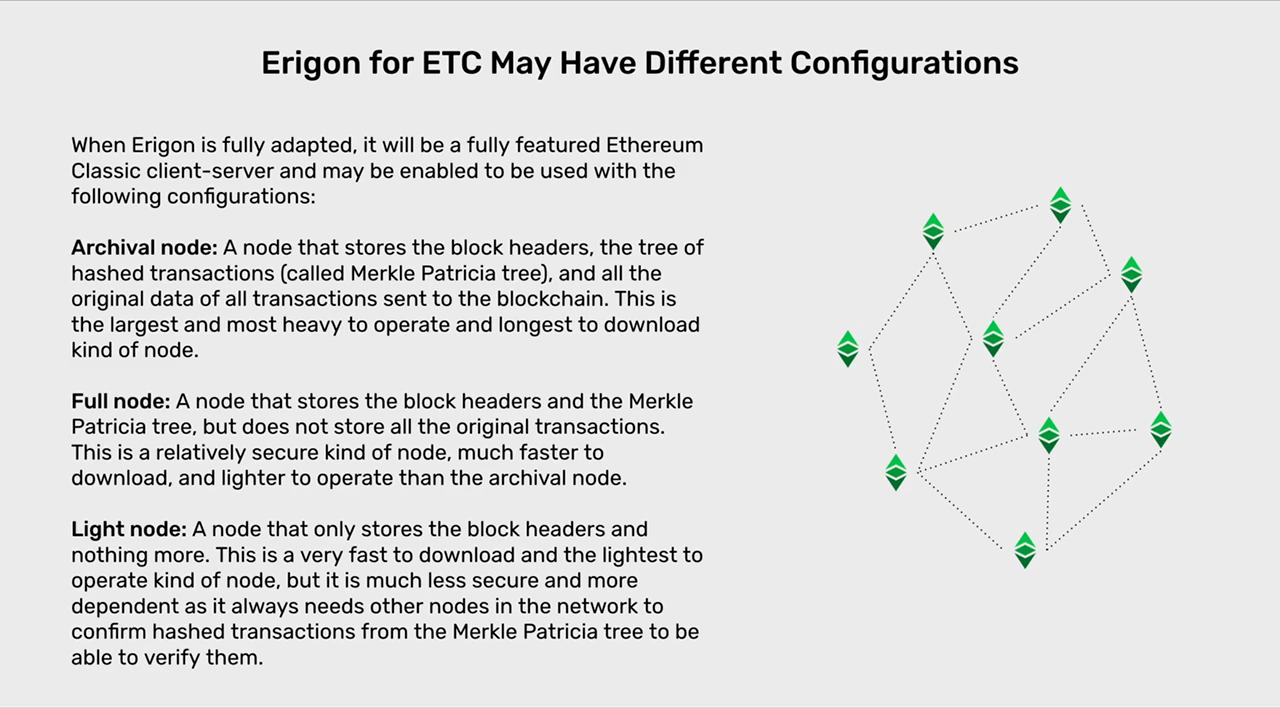 Erigon for ETC May Have Different Configurations
When Erigon is fully adapted, it will be a fully featured Ethereum
Classic client-server and may be enabled to be used with the
following configurations:
Archival node: A node that stores the block headers, the tree of
hashed transactions (called Merkle Patricia tree), and all the
original data of all transactions sent to the blockchain. This is
the largest and most heavy to operate and longest to download
kind of node.
Full node: A node that stores the block headers and the Merkle
Patricia tree, but does not store all the original transactions.
This is a relatively secure kind of node, much faster to
download, and lighter to operate than the archival node.
Light node: A node that only stores the block headers and
nothing more. This is a very fast to download and the lightest to
operate kind of node, but it is much less secure and more
dependent as it always needs other nodes in the network to
confirm hashed transactions from the Merkle Patricia tree to be
able to verify them.